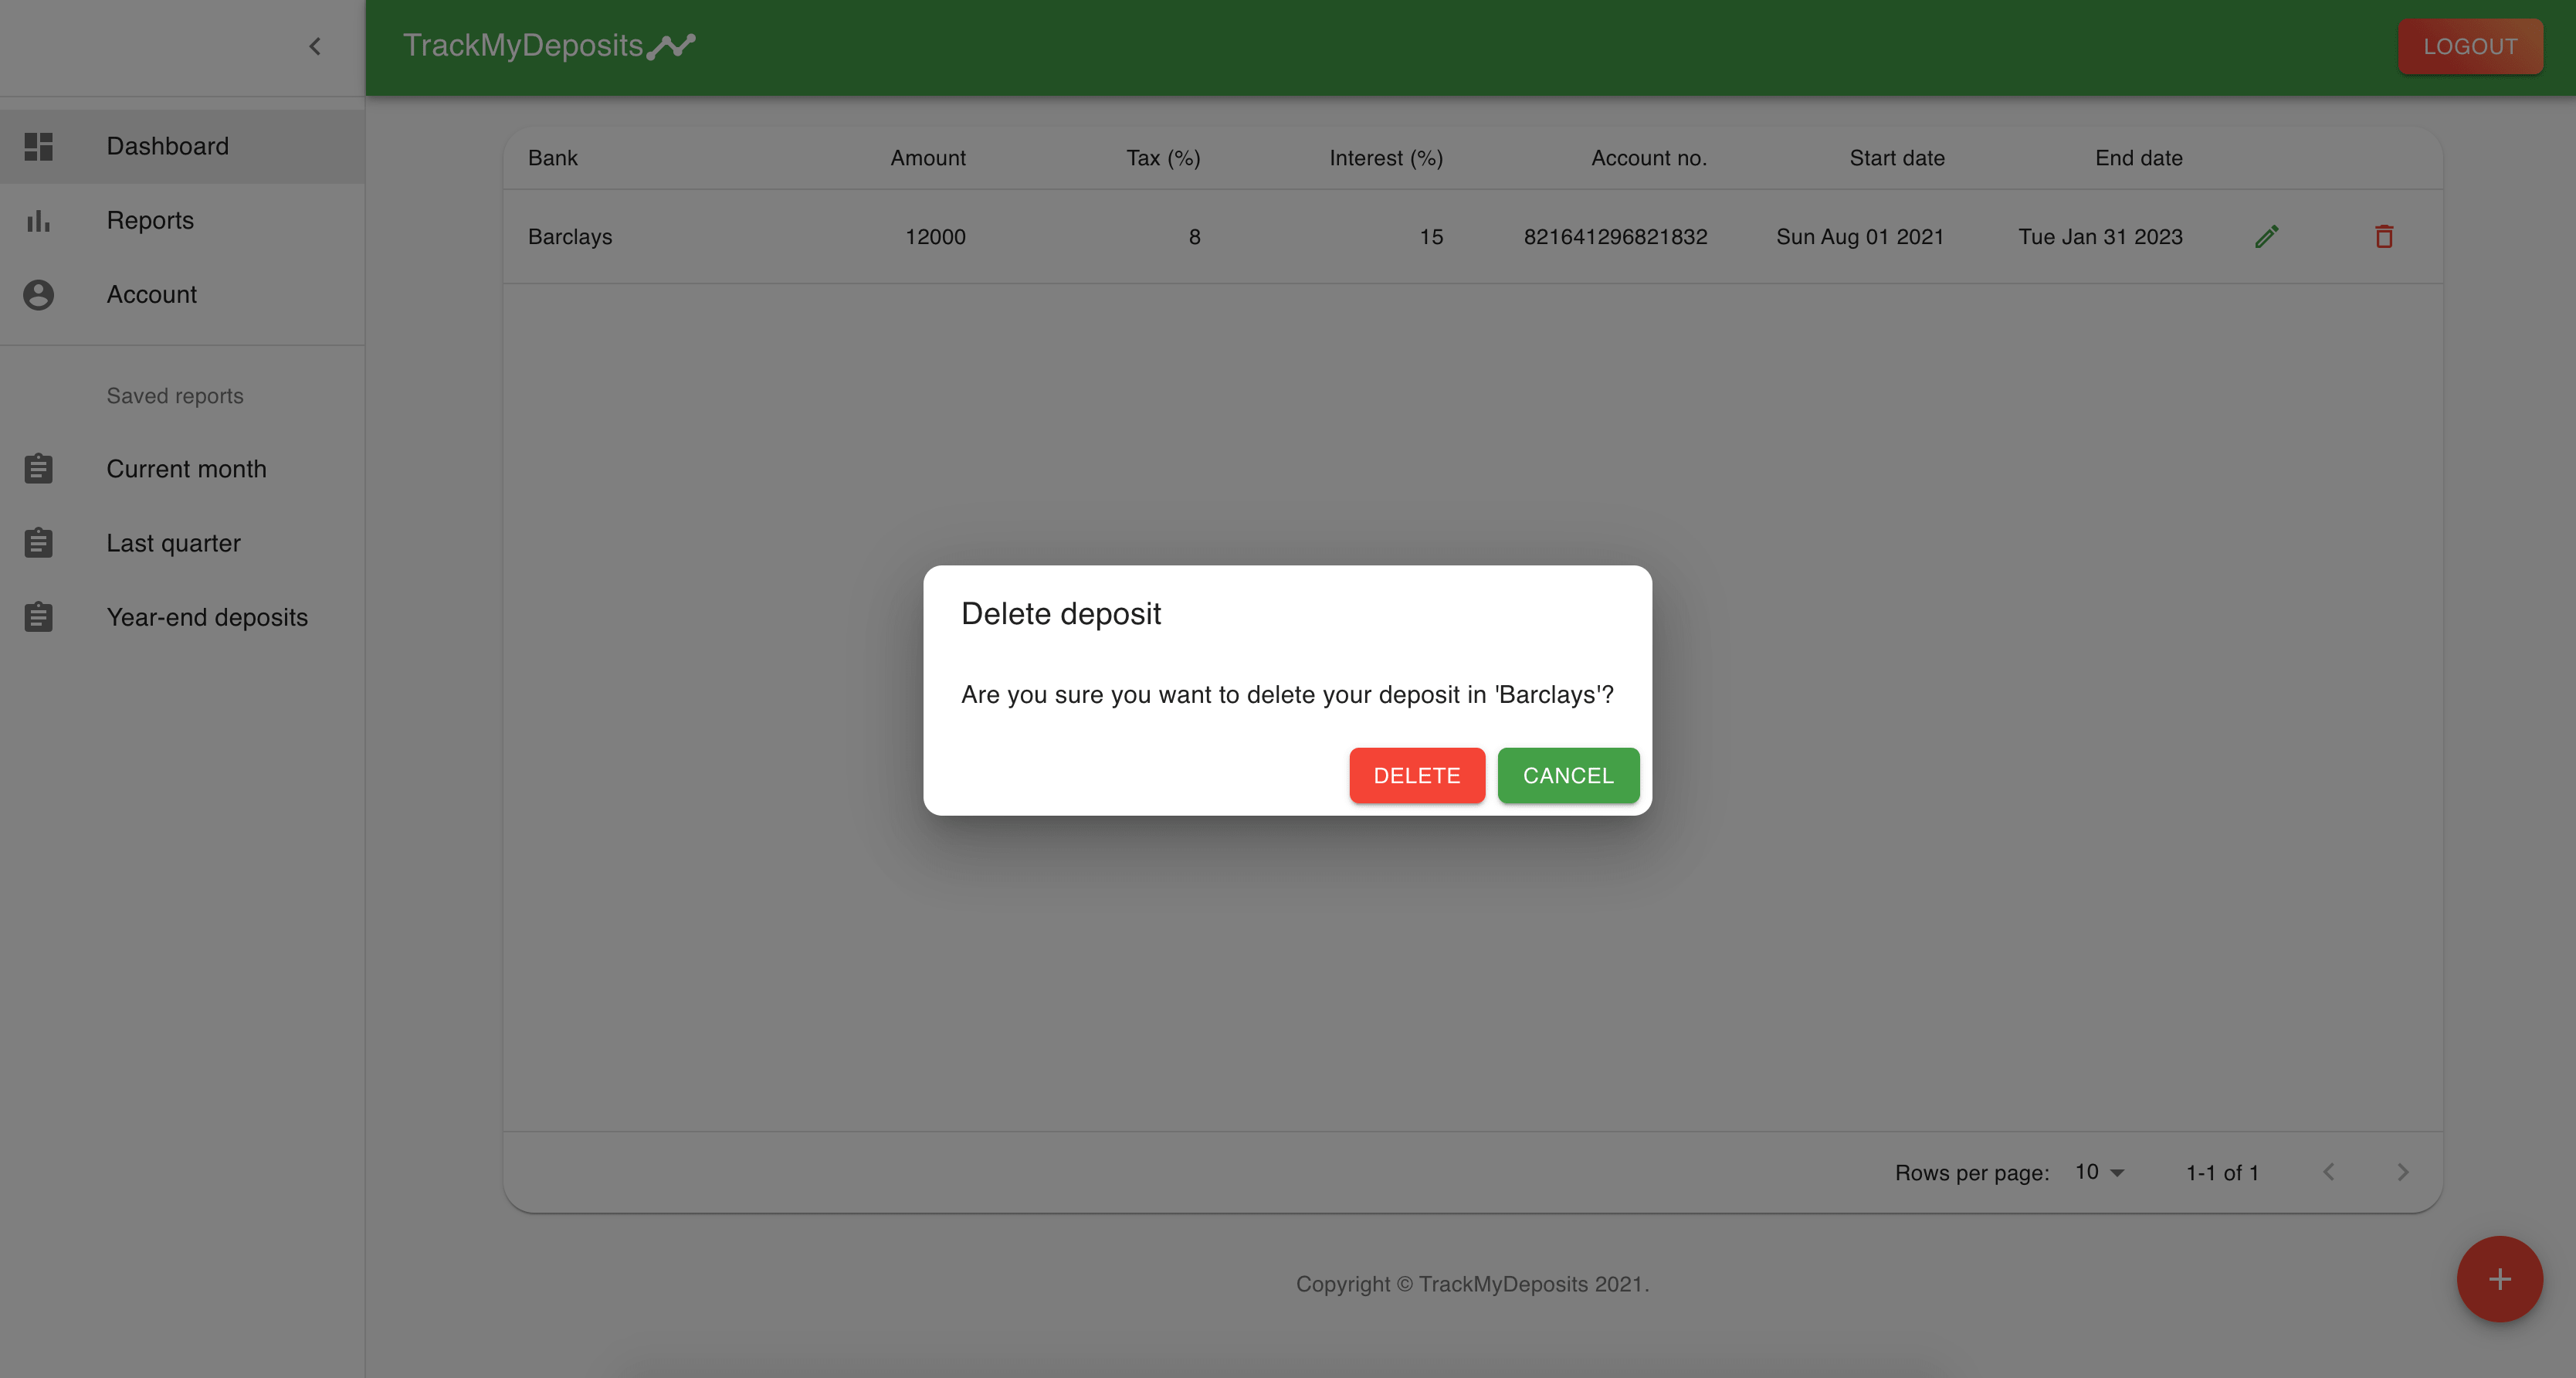 TrackMyDeposits
LOGOUT
Dashboard
Reports
Account
Saved reports
Current month
Last quarter
Year-end deposits
Bank Amount Tax (%) Interest (%) Account no. Start date End date
Barclays 12000 8 15 821641296821832 Sun Aug 01 2021 Tue Jan 31 2023
Delete deposit
Are you sure you want to delete your deposit in 'Barclays'?
DELETE CANCEL
Rows per page: 10 1-1 of 1
Copyright © TrackMyDeposits 2021.